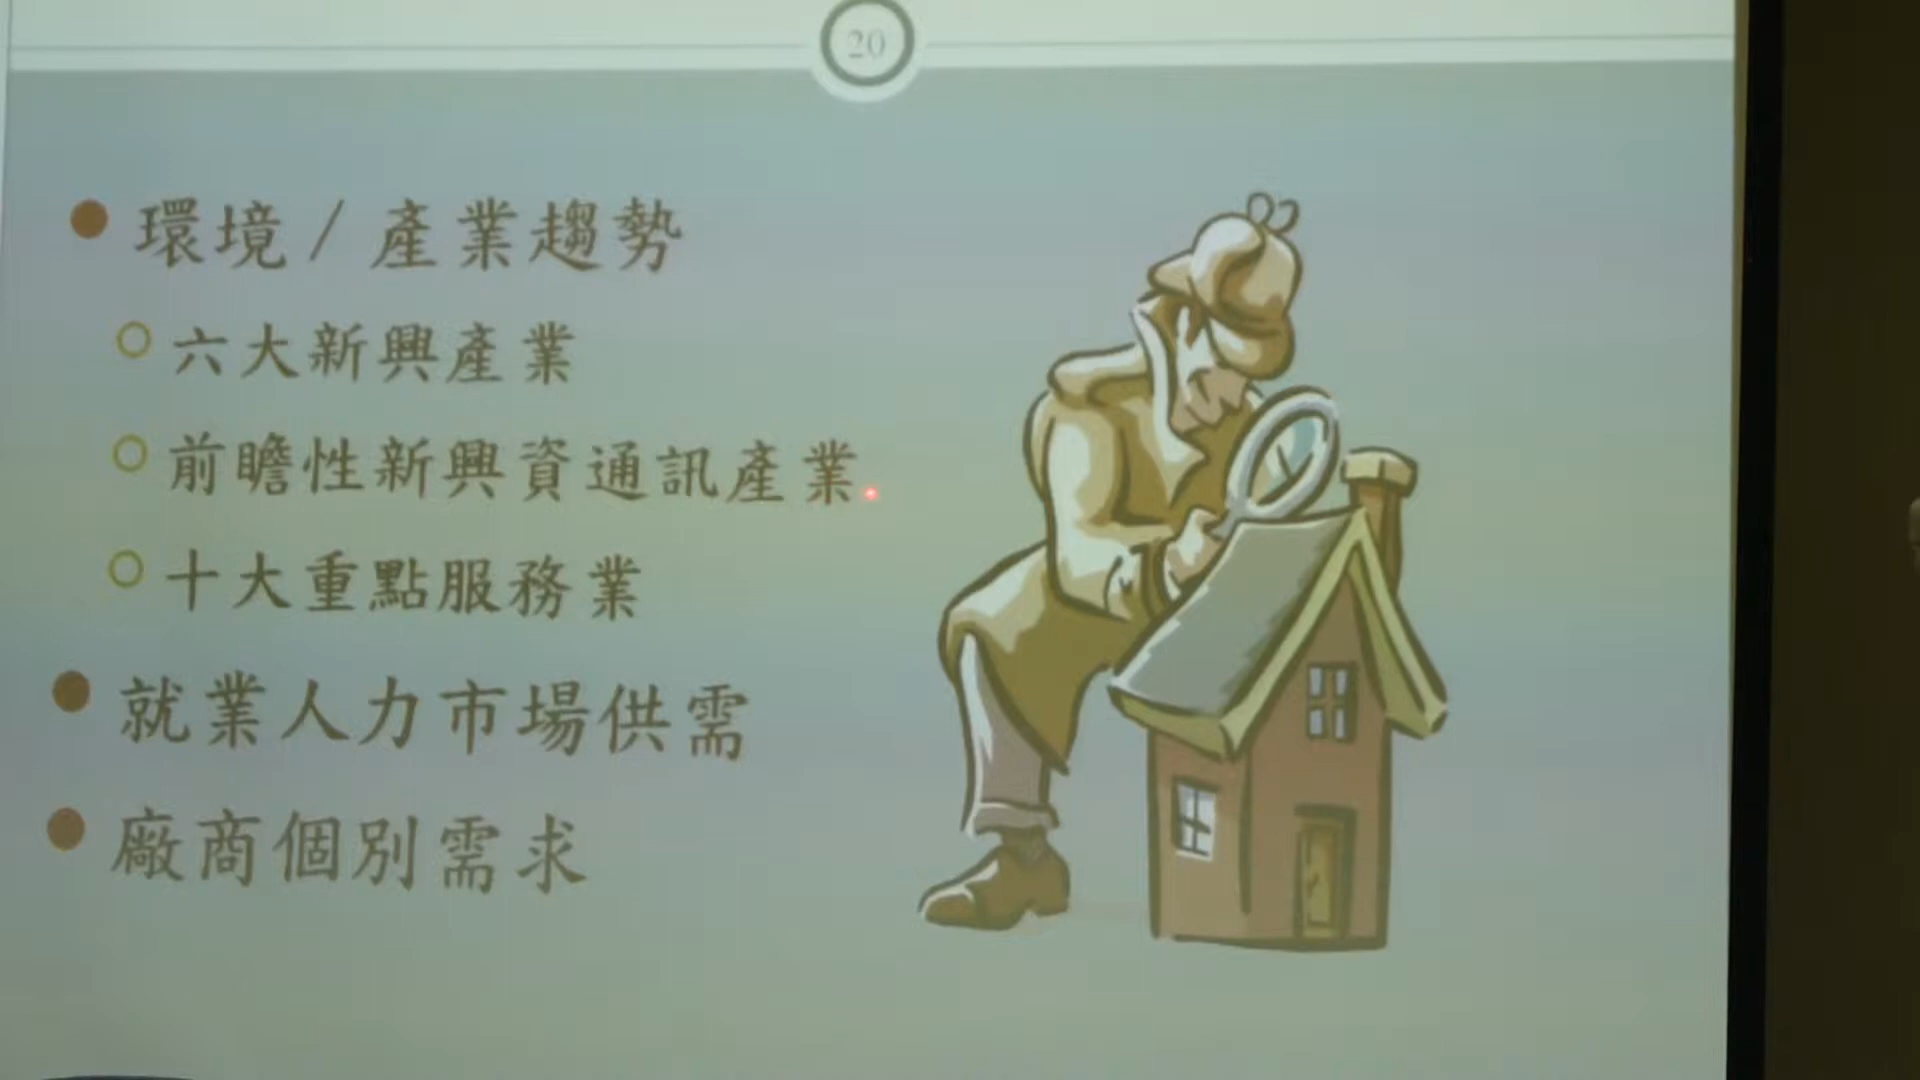 20
環境／產業趨勢
六大新興產業
前瞻性新興資通訊產業
十大重點服務業
就業人力市場供需
廠商個別需求